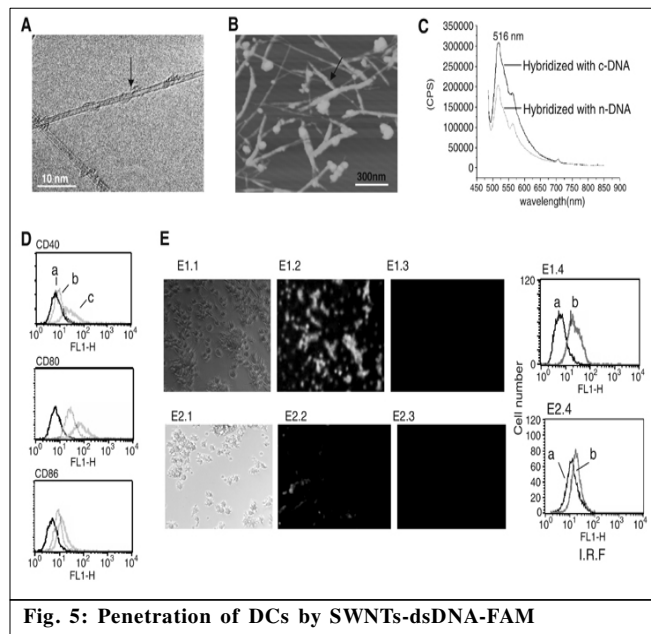 A
10 nm
B
300nm
C
516 nm
350000
300000
250000
200000
150000
100000
50000
0
(CPS)
Hybridized with c-DNA
Hybridized with n-DNA
400 450 500 550 600 650 700 750 800 850 900
wavelength(nm)
D
CD40
a b c
10⁰ 10¹ 10² 10³ 10⁴
FL1-H
CD80
10⁰ 10¹ 10² 10³ 10⁴
FL1-H
CD86
10⁰ 10¹ 10² 10³ 10⁴
FL1-H
E
E1.1 E1.2 E1.3
E2.1 E2.2 E2.3
E1.4
120
0
a b
10⁰ 10¹ 10² 10³ 10⁴
FL1-H
Cell number
E2.4
120
100
80
60
40
20
0
a b
10⁰ 10¹ 10² 10³ 10⁴
FL1-H
I.R.F
Fig. 5: Penetration of DCs by SWNTs-dsDNA-FAM